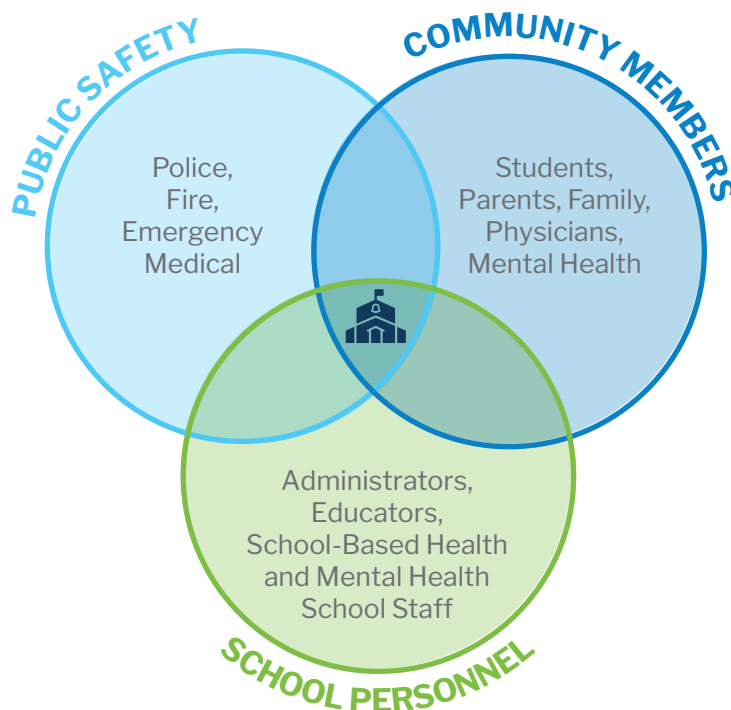 PUBLIC SAFETY
Police,
Fire,
Emergency
Medical
COMMUNITY MEMBERS
Students,
Parents, Family,
Physicians,
Mental Health
Administrators,
Educators,
School-Based Health
and Mental Health
School Staff
SCHOOL PERSONNEL